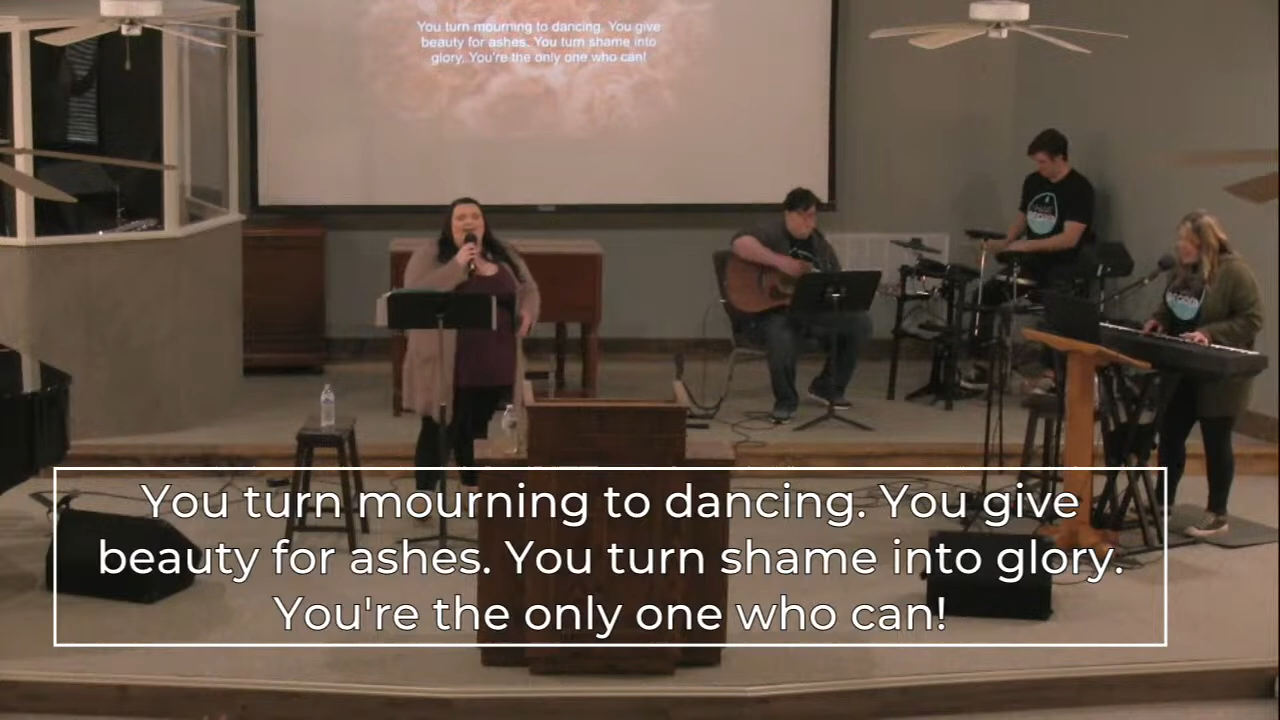 You turn mourning to dancing. You give
beauty for ashes. You turn shame into
glory. You're the only one who can!
You turn mourning to dancing. You give
beauty for ashes. You turn shame into glory.
You're the only one who can!